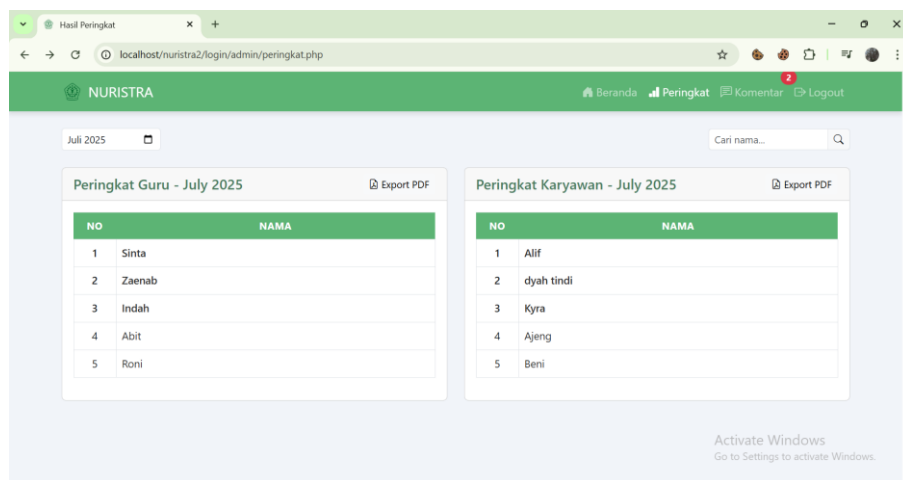 Hasil Peringkat
localhost/nuristra2/login/admin/peringkat.php
NURISTRA
Beranda Peringkat Komentar 2 Logout
Juli 2025
Cari nama...
Peringkat Guru - July 2025
Export PDF
NO NAMA
1 Sinta
2 Zaenab
3 Indah
4 Abit
5 Roni
Peringkat Karyawan - July 2025
Export PDF
NO NAMA
1 Alif
2 dyah tindi
3 Kyra
4 Ajeng
5 Beni
Activate Windows
Go to Settings to activate Windows.